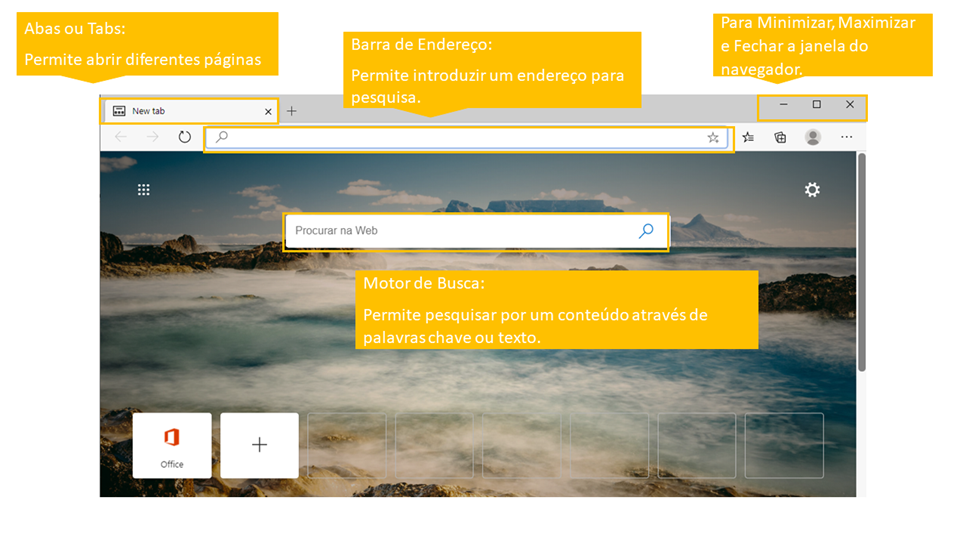 Abas ou Tabs:
Permite abrir diferentes páginas
Barra de Endereço:
Permite introduzir um endereço para
pesquisa.
Para Minimizar, Maximizar
e Fechar a janela do
navegador.
New tab
Procurar na Web
Motor de Busca:
Permite pesquisar por um conteúdo através de
palavras chave ou texto.
Office